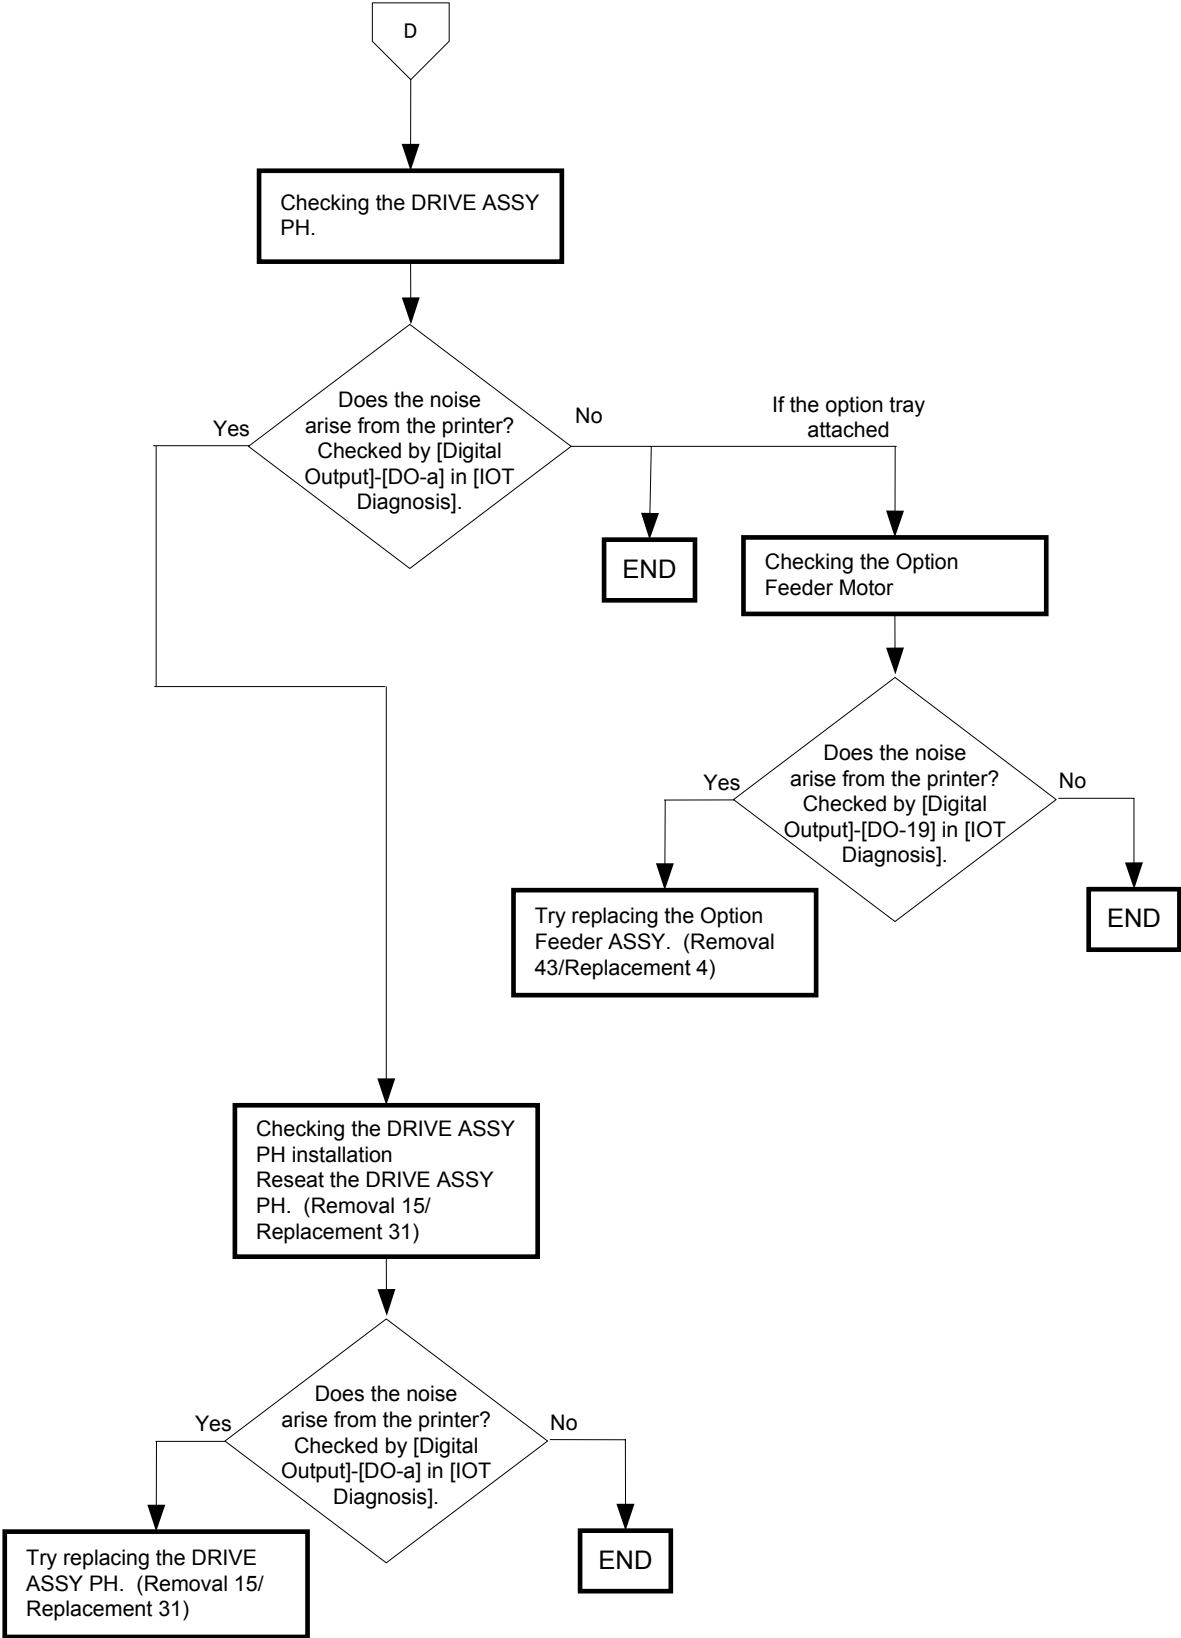 D
Checking the DRIVE ASSY
PH.
Does the noise
arise from the printer?
Checked by [Digital
Output]-[DO-a] in [IOT
Diagnosis].
Yes
No
If the option tray
attached
END
Checking the Option
Feeder Motor
Does the noise
arise from the printer?
Checked by [Digital
Output]-[DO-19] in [IOT
Diagnosis].
Yes
No
Try replacing the Option
Feeder ASSY.  (Removal
43/Replacement 4)
END
Checking the DRIVE ASSY
PH installation
Reseat the DRIVE ASSY
PH.  (Removal 15/
Replacement 31)
Does the noise
arise from the printer?
Checked by [Digital
Output]-[DO-a] in [IOT
Diagnosis].
Yes
No
Try replacing the DRIVE
ASSY PH.  (Removal 15/
Replacement 31)
END